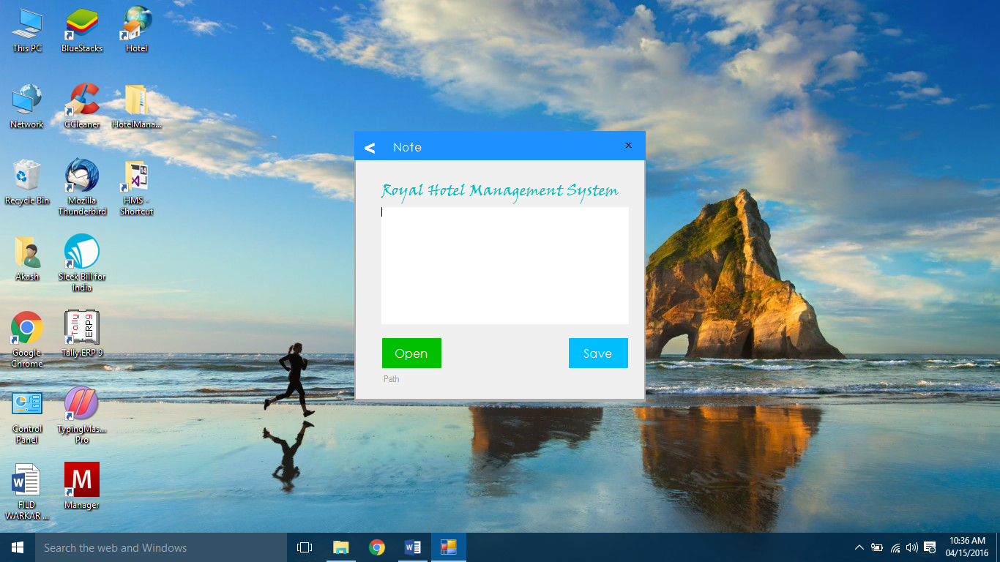 This PC
BlueStacks
Hotel
Network
CCleaner
HotelMana...
Recycle Bin
Mozilla
Thunderbird
HMS -
Shortcut
Akash
Sleek Bill for
India
Google
Chrome
Tally
ERP9
Tally.ERP 9
Control
Panel
TypingMas...
Pro
W
FILD
WARKAR ...
M
Manager
< Note x
Royal Hotel Management System
Open Save
Path
Search the web and Windows
10:36 AM
04/15/2016